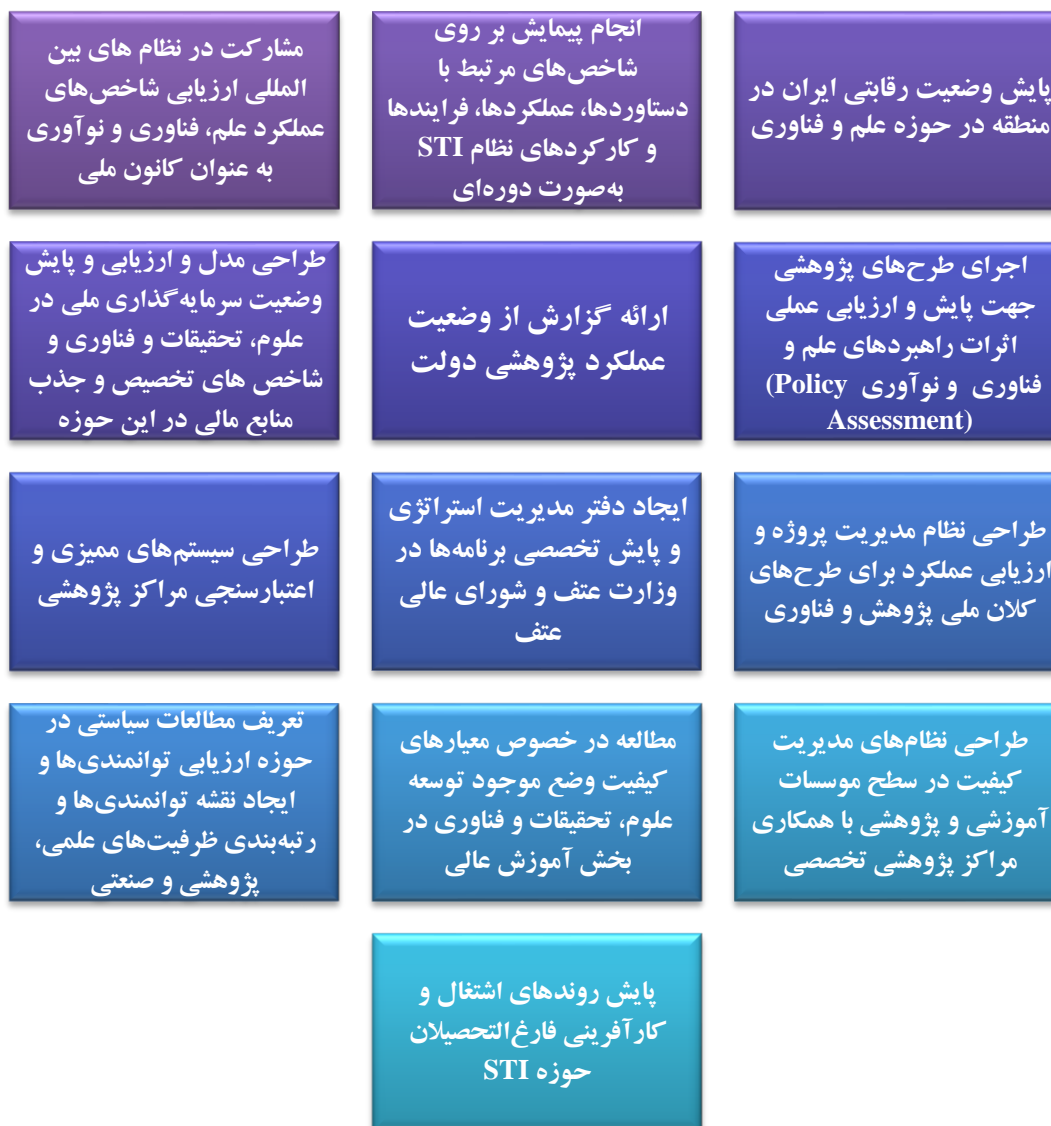 پایش وضعیت رقابتی ایران در
منطقه در حوزه علم و فناوری
انجام پیمایش بر روی
شاخص‌های مرتبط با
دستاوردها، عملکردها، فرایندها
و کارکردهای نظام STI
به‌صورت دوره‌ای
مشارکت در نظام های بین
المللی ارزیابی شاخص‌های
عملکرد علم، فناوری و نوآوری
به عنوان کانون ملی
اجرای طرح‌های پژوهشی
جهت پایش و ارزیابی عملی
اثرات راهبردهای علم و
فناوری و نوآوری (Policy
Assessment)
ارائه گزارش از وضعیت
عملکرد پژوهشی دولت
طراحی مدل و ارزیابی و پایش
وضعیت سرمایه‌گذاری ملی در
علوم، تحقیقات و فناوری و
شاخص های تخصیص و جذب
منابع مالی در این حوزه
طراحی نظام مدیریت پروژه و
ارزیابی عملکرد برای طرح‌های
کلان ملی پژوهش و فناوری
ایجاد دفتر مدیریت استراتژی
و پایش تخصصی برنامه‌ها در
وزارت عتف و شورای عالی
عتف
طراحی سیستم‌های ممیزی و
اعتبارسنجی مراکز پژوهشی
طراحی نظام‌های مدیریت
کیفیت در سطح موسسات
آموزشی و پژوهشی با همکاری
مراکز پژوهشی تخصصی
مطالعه در خصوص معیارهای
کیفیت وضع موجود توسعه
علوم، تحقیقات و فناوری در
بخش آموزش عالی
تعریف مطالعات سیاستی در
حوزه ارزیابی توانمندی‌ها و
ایجاد نقشه توانمندی‌ها و
رتبه‌بندی ظرفیت‌های علمی،
پژوهشی و صنعتی
پایش روندهای اشتغال و
کارآفرینی فارغ‌التحصیلان
حوزه STI